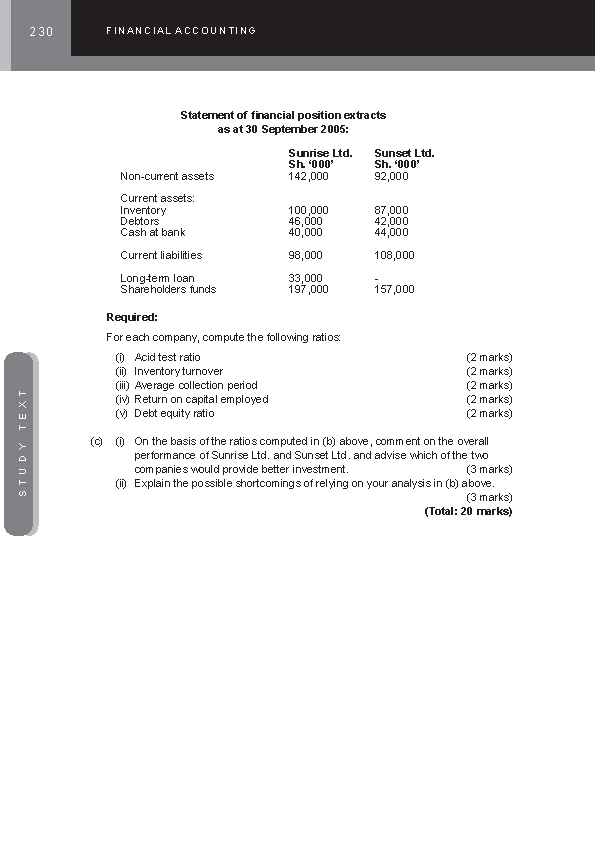 230
FINANCIAL ACCOUNTING
Statement of financial position extracts
as at 30 September 2005:
Sunrise Ltd. Sunset Ltd.
Sh. ‘000’ Sh. ‘000’
Non-current assets 142,000 92,000
Current assets:
Inventory 100,000 87,000
Debtors 46,000 42,000
Cash at bank 40,000 44,000
Current liabilities 98,000 108,000
Long-term loan 33,000 -
Shareholders funds 197,000 157,000
Required:
For each company, compute the following ratios:
(i) Acid test ratio (2 marks)
(ii) Inventory turnover (2 marks)
(iii) Average collection period (2 marks)
(iv) Return on capital employed (2 marks)
(v) Debt equity ratio (2 marks)
(c) (i) On the basis of the ratios computed in (b) above, comment on the overall
performance of Sunrise Ltd. and Sunset Ltd. and advise which of the two
companies would provide better investment. (3 marks)
(ii) Explain the possible shortcomings of relying on your analysis in (b) above.
(3 marks)
(Total: 20 marks)
STUDY TEXT